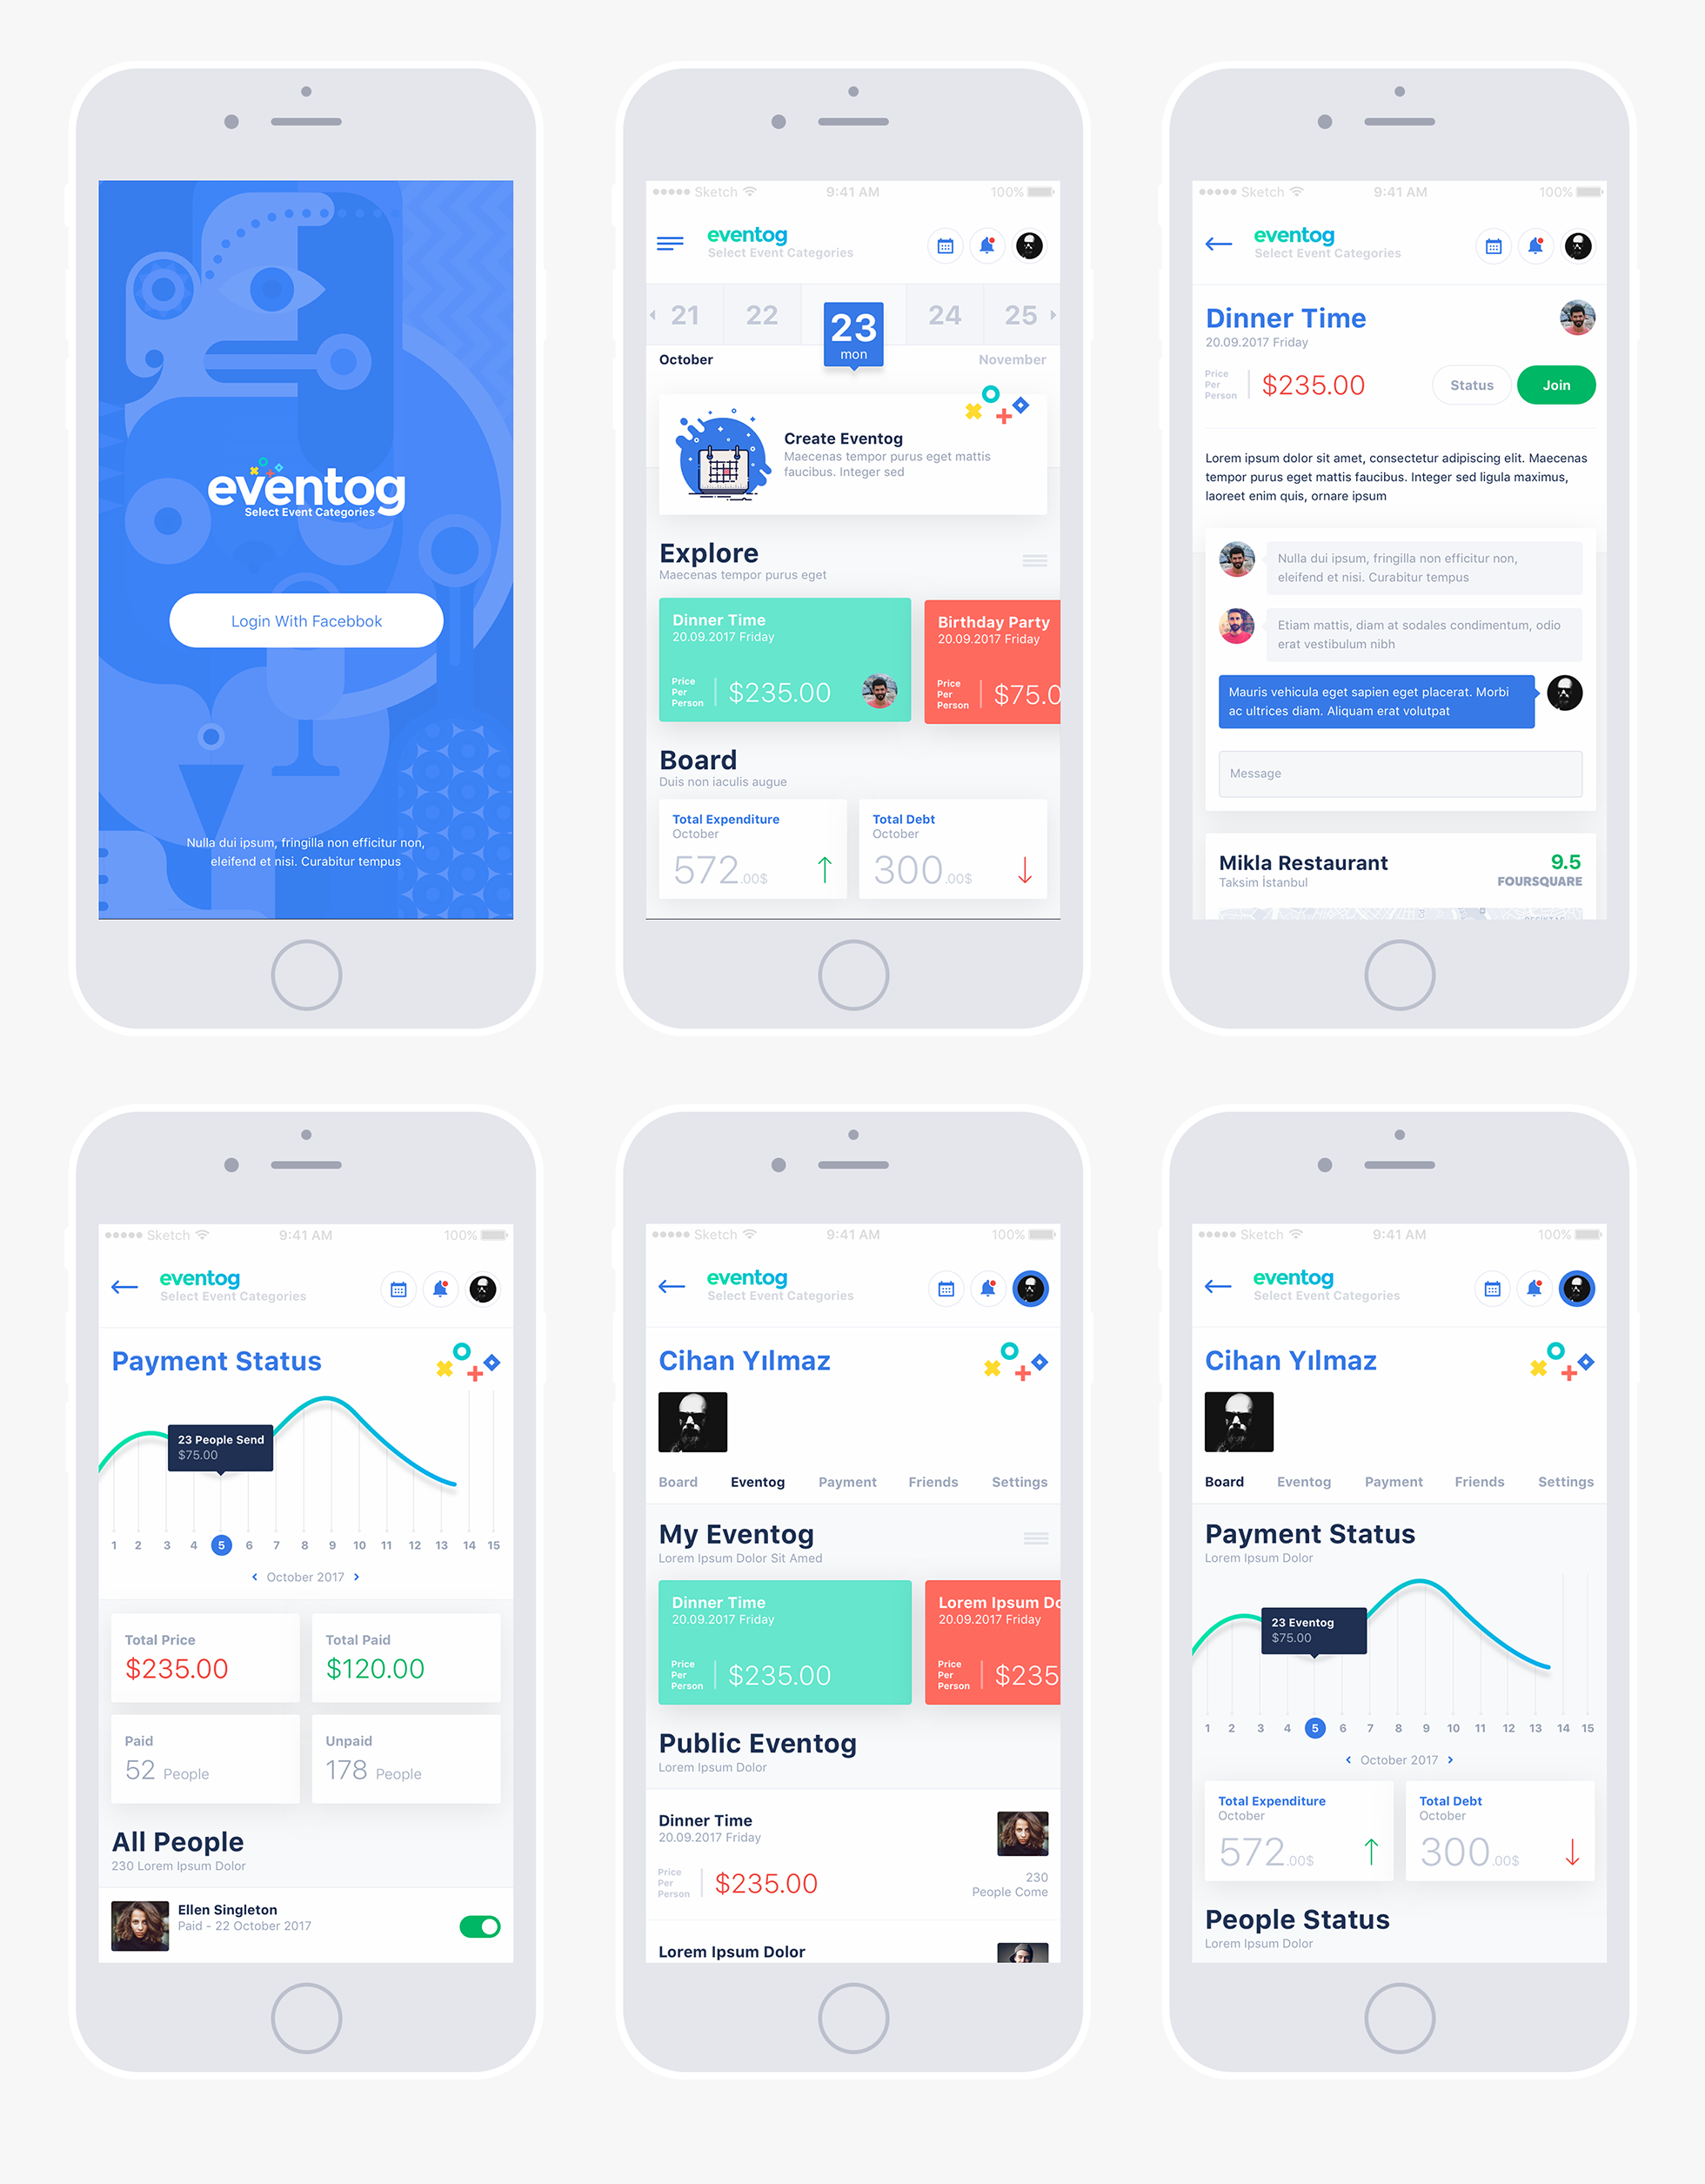 eventog
Select Event Categories
Login With Facebbok
Nulla dui ipsum, fringilla non efficitur non,
eleifend et nisi. Curabitur tempus
Sketch 9:41 AM 100%
eventog
Select Event Categories
21 22 23 24 25
mon
October November
Create Eventog
Maecenas tempor purus eget mattis
faucibus. Integer sed
Explore
Maecenas tempor purus eget
Dinner Time
20.09.2017 Friday
Price
Per
Person
$235.00
Birthday Party
20.09.2017 Friday
Price
Per
Person
$75.0
Board
Duis non iaculis augue
Total Expenditure
October
572.00$
Total Debt
October
300.00$
Sketch 9:41 AM 100%
eventog
Select Event Categories
Dinner Time
20.09.2017 Friday
Price
Per
Person
$235.00
Status
Join
Lorem ipsum dolor sit amet, consectetur adipiscing elit. Maecenas
tempor purus eget mattis faucibus. Integer sed ligula maximus,
laoreet enim quis, ornare ipsum
Nulla dui ipsum, fringilla non efficitur non,
eleifend et nisi. Curabitur tempus
Etiam mattis, diam at sodales condimentum, odio
erat vestibulum nibh
Mauris vehicula eget sapien eget placerat. Morbi
ac ultrices diam. Aliquam erat volutpat
Message
Mikla Restaurant
Taksim İstanbul
9.5
FOURSQUARE
Sketch 9:41 AM 100%
eventog
Select Event Categories
Payment Status
23 People Send
$75.00
1 2 3 4 5 6 7 8 9 10 11 12 13 14 15
October 2017
Total Price
$235.00
Total Paid
$120.00
Paid
52 People
Unpaid
178 People
All People
230 Lorem Ipsum Dolor
Ellen Singleton
Paid - 22 October 2017
Sketch 9:41 AM 100%
eventog
Select Event Categories
Cihan Yılmaz
Board Eventog Payment Friends Settings
My Eventog
Lorem Ipsum Dolor Sit Amed
Dinner Time
20.09.2017 Friday
Price
Per
Person
$235.00
Lorem Ipsum Do
20.09.2017 Friday
Price
Per
Person
$235
Public Eventog
Lorem Ipsum Dolor
Dinner Time
20.09.2017 Friday
Price
Per
Person
$235.00
230
People Come
Lorem Ipsum Dolor
Sketch 9:41 AM 100%
eventog
Select Event Categories
Cihan Yılmaz
Board Eventog Payment Friends Settings
Payment Status
Lorem Ipsum Dolor
23 Eventog
$75.00
1 2 3 4 5 6 7 8 9 10 11 12 13 14 15
October 2017
Total Expenditure
October
572.00$
Total Debt
October
300.00$
People Status
Lorem Ipsum Dolor